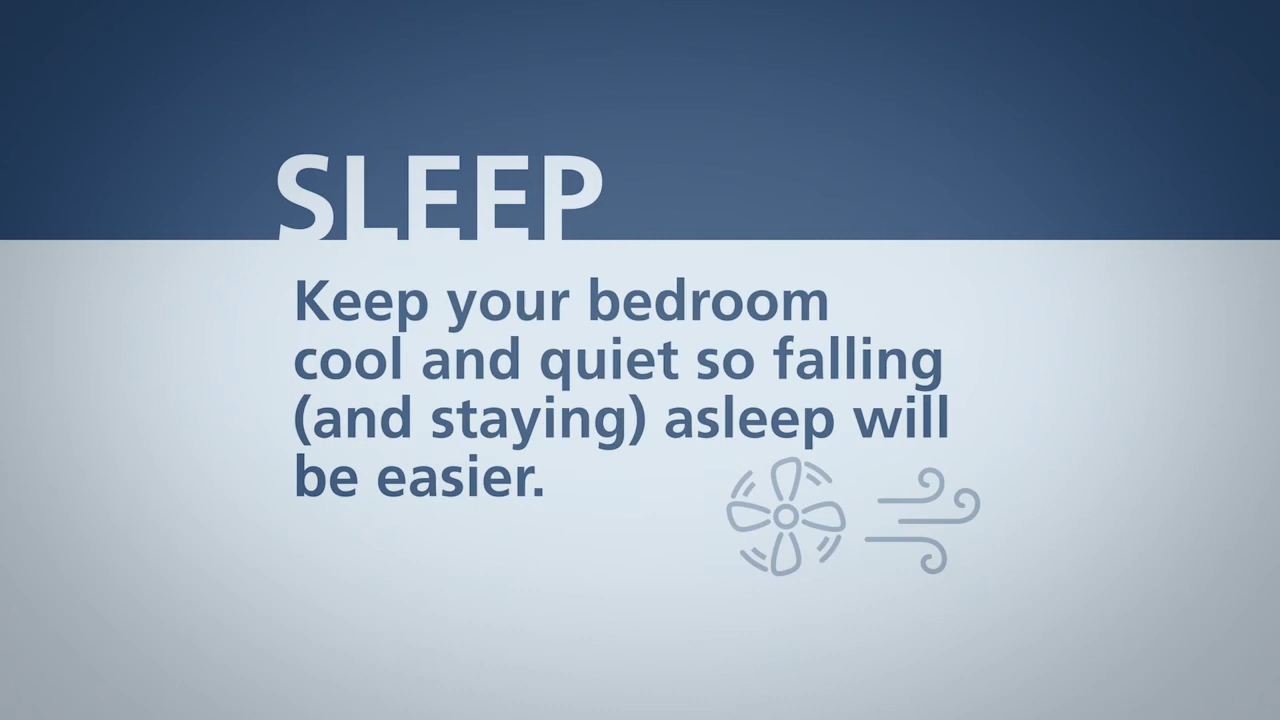 SLEEP
Keep your bedroom
cool and quiet so falling
(and staying) asleep will
be easier.